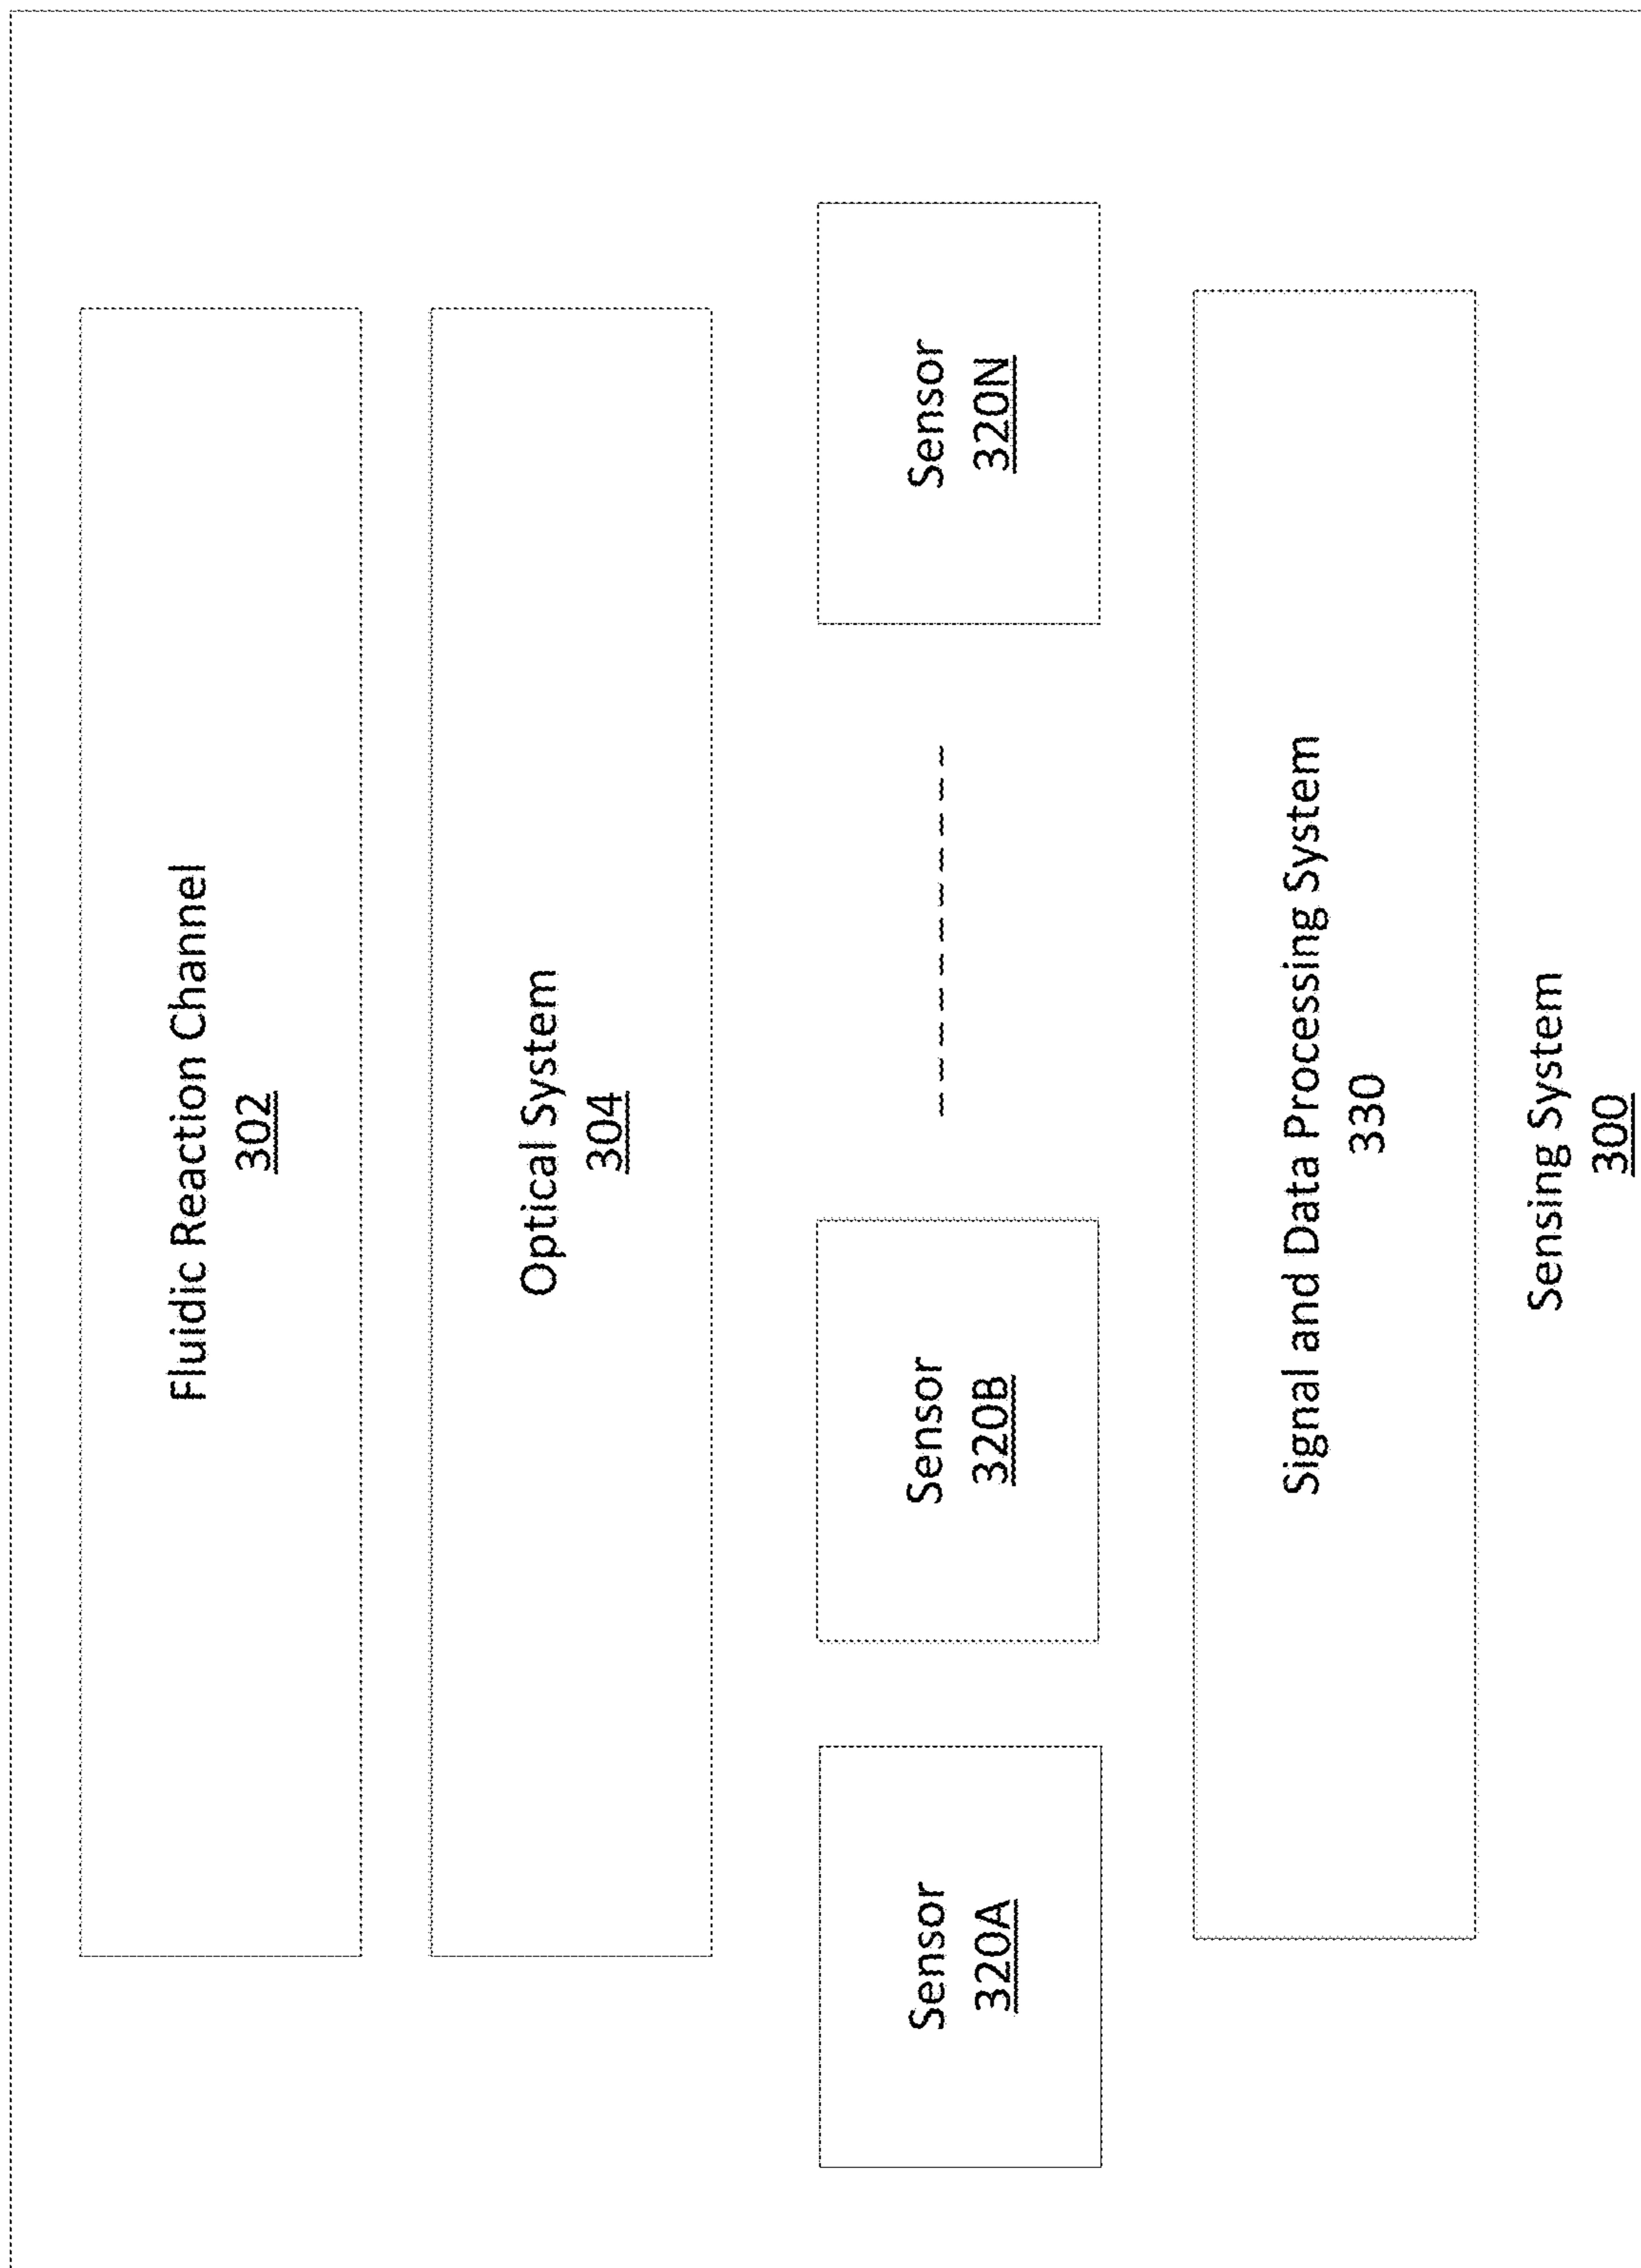 Fluidic Reaction Channel
302
Optical System
304
Sensor
320A
Sensor
320B
Sensor
320N
Signal and Data Processing System
330
Sensing System
300